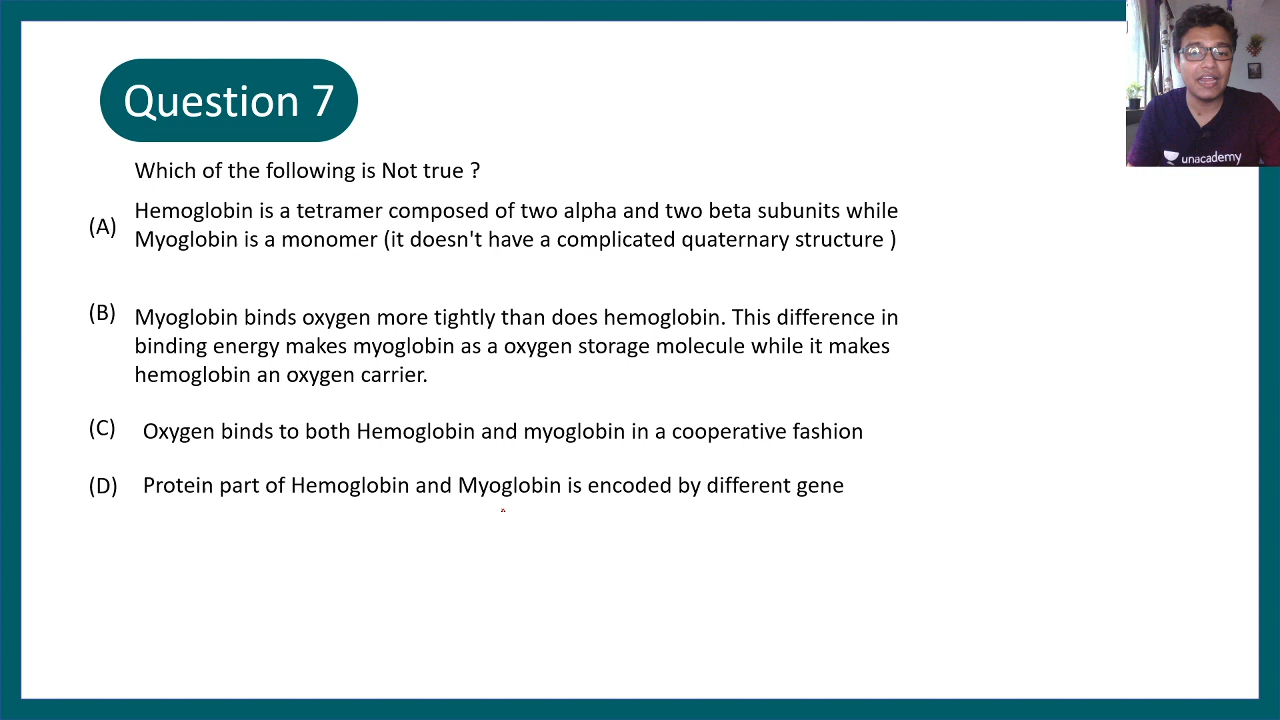 Question 7
unacademy
Which of the following is Not true ?
(A)
Hemoglobin is a tetramer composed of two alpha and two beta subunits while
Myoglobin is a monomer (it doesn't have a complicated quaternary structure )
(B)
Myoglobin binds oxygen more tightly than does hemoglobin. This difference in
binding energy makes myoglobin as a oxygen storage molecule while it makes
hemoglobin an oxygen carrier.
(C) Oxygen binds to both Hemoglobin and myoglobin in a cooperative fashion
(D) Protein part of Hemoglobin and Myoglobin is encoded by different gene